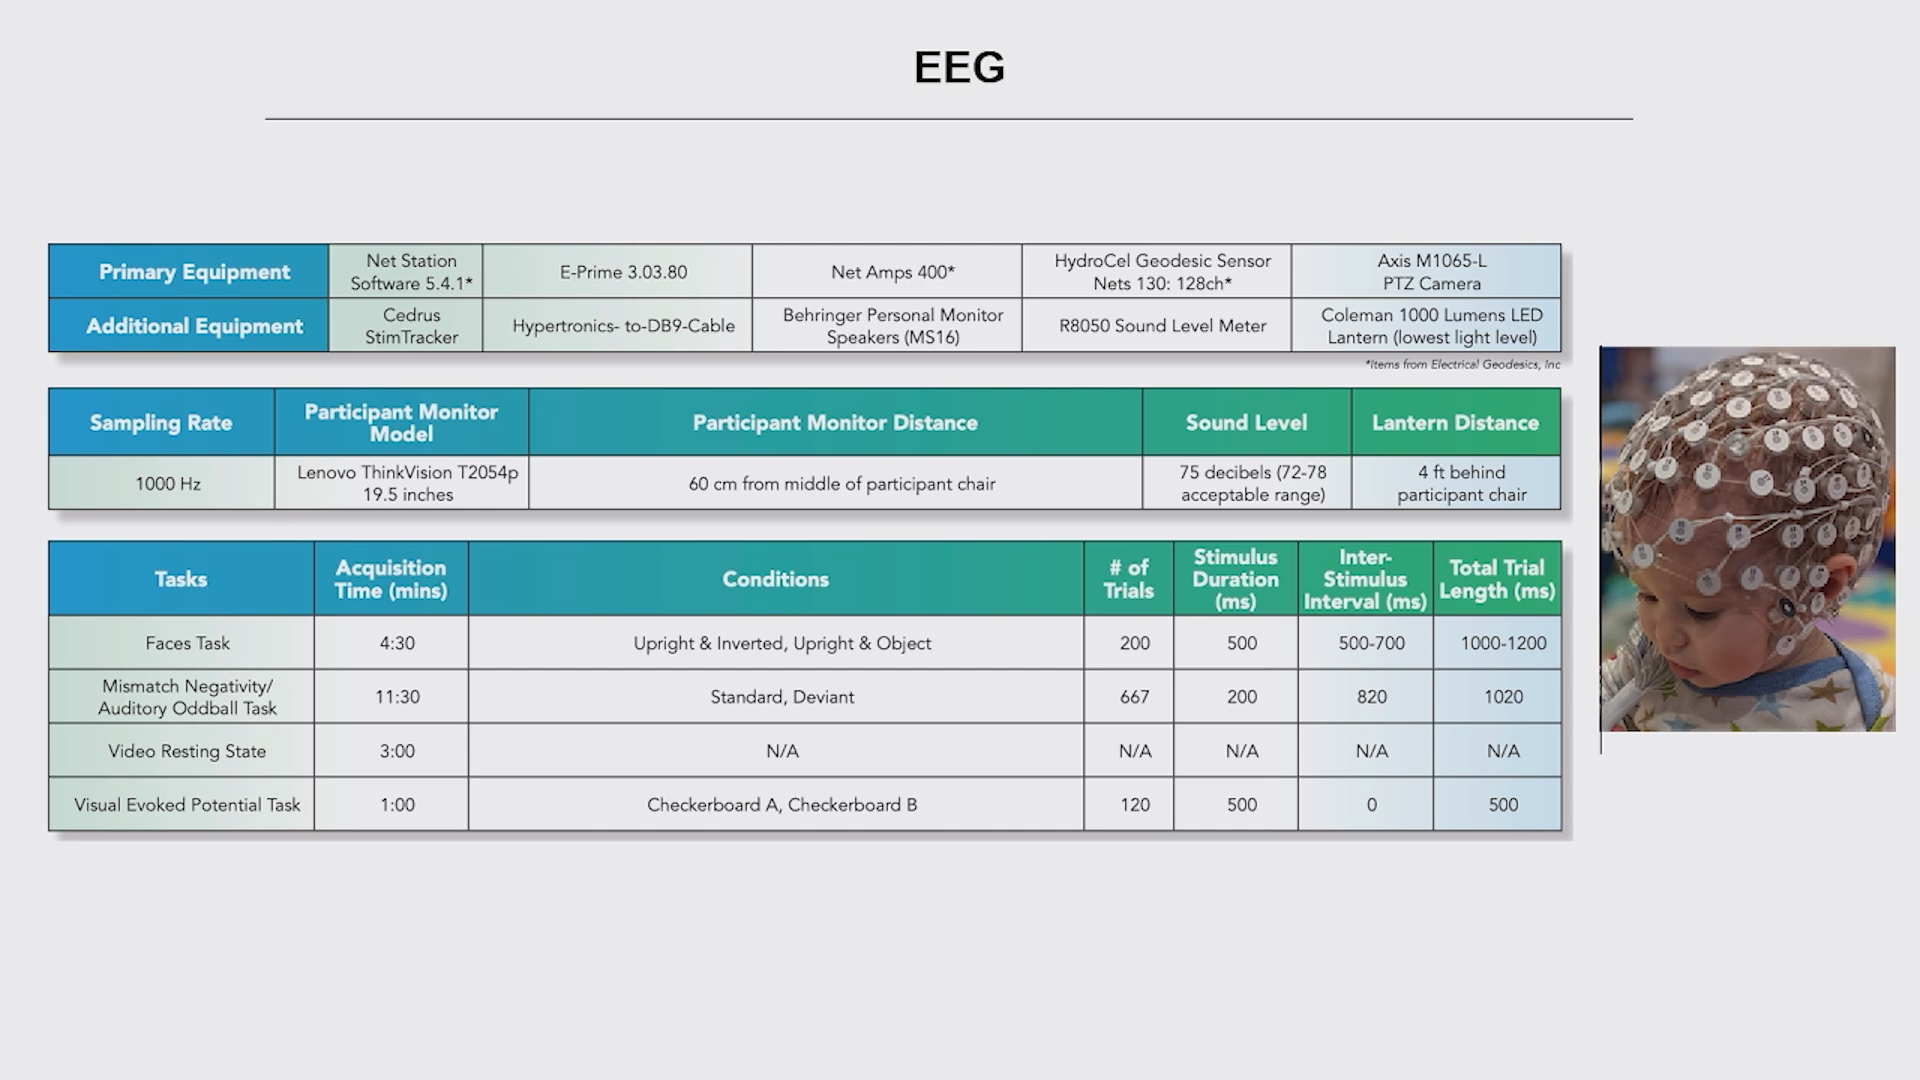 EEG
Primary Equipment
Net Station
Software 5.4.1*
E-Prime 3.03.80
Net Amps 400*
HydroCel Geodesic Sensor
Nets 130: 128ch*
Axis M1065-L
PTZ Camera
Additional Equipment
Cedrus
StimTracker
Hypertronics- to-DB9-Cable
Behringer Personal Monitor
Speakers (MS16)
R8050 Sound Level Meter
Coleman 1000 Lumens LED
Lantern (lowest light level)
*Items from Electrical Geodesics, Inc
Sampling Rate
Participant Monitor
Model
Participant Monitor Distance
Sound Level
Lantern Distance
1000 Hz
Lenovo ThinkVision T2054p
19.5 inches
60 cm from middle of participant chair
75 decibels (72-78
acceptable range)
4 ft behind
participant chair
Tasks
Acquisition
Time (mins)
Conditions
# of
Trials
Stimulus
Duration
(ms)
Inter-
Stimulus
Interval (ms)
Total Trial
Length (ms)
Faces Task
4:30
Upright & Inverted, Upright & Object
200
500
500-700
1000-1200
Mismatch Negativity/
Auditory Oddball Task
11:30
Standard, Deviant
667
200
820
1020
Video Resting State
3:00
N/A
N/A
N/A
N/A
N/A
Visual Evoked Potential Task
1:00
Checkerboard A, Checkerboard B
120
500
0
500